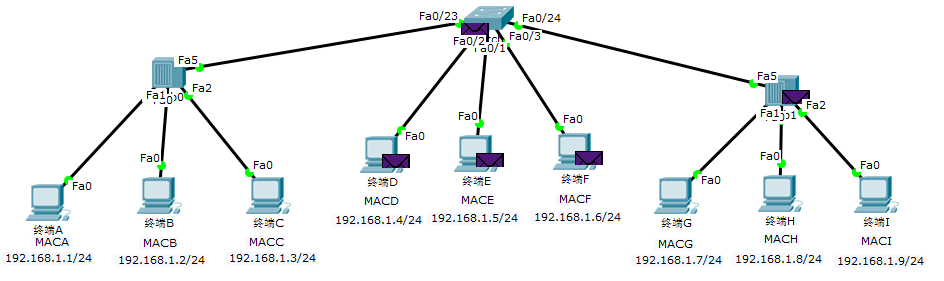 Fa0/23
Fa0/24
Fa0/2
Fa0/3
Fa0/1
Fa5
Fa1
Fa2
Fa5
Fa1
Fa2
Fa0
Fa0
Fa0
Fa0
Fa0
Fa0
Fa0
Fa0
Fa0
终端D
MACD
192.168.1.4/24
终端E
MACE
192.168.1.5/24
终端F
MACF
192.168.1.6/24
终端A
MACA
192.168.1.1/24
终端B
MACB
192.168.1.2/24
终端C
MACC
192.168.1.3/24
终端G
MACG
192.168.1.7/24
终端H
MACH
192.168.1.8/24
终端I
MACI
192.168.1.9/24